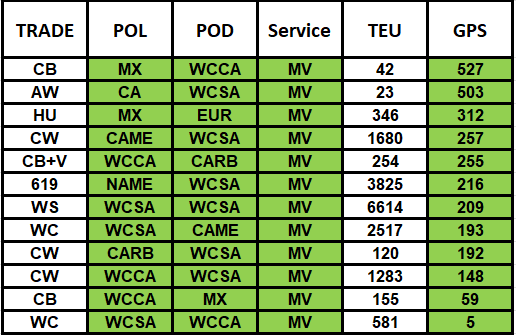 TRADE POL POD Service TEU GPS
CB MX WCCA MV 42 527
AW CA WCSA MV 23 503
HU MX EUR MV 346 312
CW CAME WCSA MV 1680 257
CB+V WCCA CARB MV 254 255
619 NAME WCSA MV 3825 216
WS WCSA WCSA MV 6614 209
WC WCSA CAME MV 2517 193
CW CARB WCSA MV 120 192
CW WCCA WCSA MV 1283 148
CB WCCA MX MV 155 59
WC WCSA WCCA MV 581 5